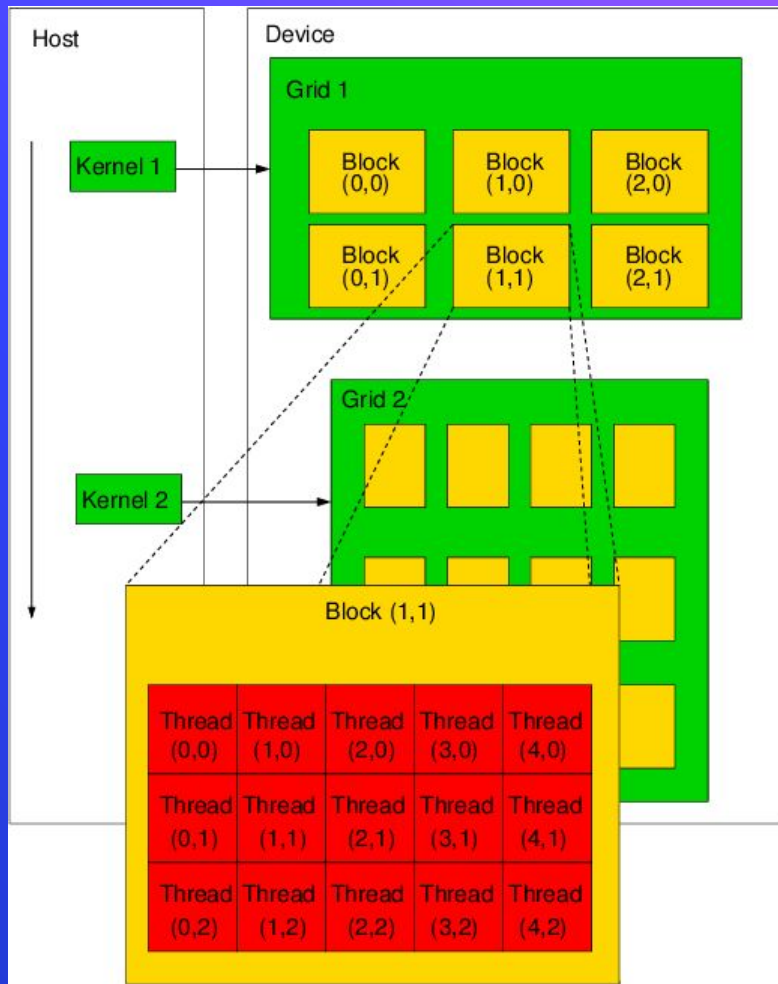 Host
Device
Grid 1
Kernel 1
Block
(0,0)
Block
(1,0)
Block
(2,0)
Block
(0,1)
Block
(1,1)
Block
(2,1)
Grid 2
Kernel 2
Block (1,1)
Thread
(0,0)
Thread
(1,0)
Thread
(2,0)
Thread
(3,0)
Thread
(4,0)
Thread
(0,1)
Thread
(1,1)
Thread
(2,1)
Thread
(3,1)
Thread
(4,1)
Thread
(0,2)
Thread
(1,2)
Thread
(2,2)
Thread
(3,2)
Thread
(4,2)